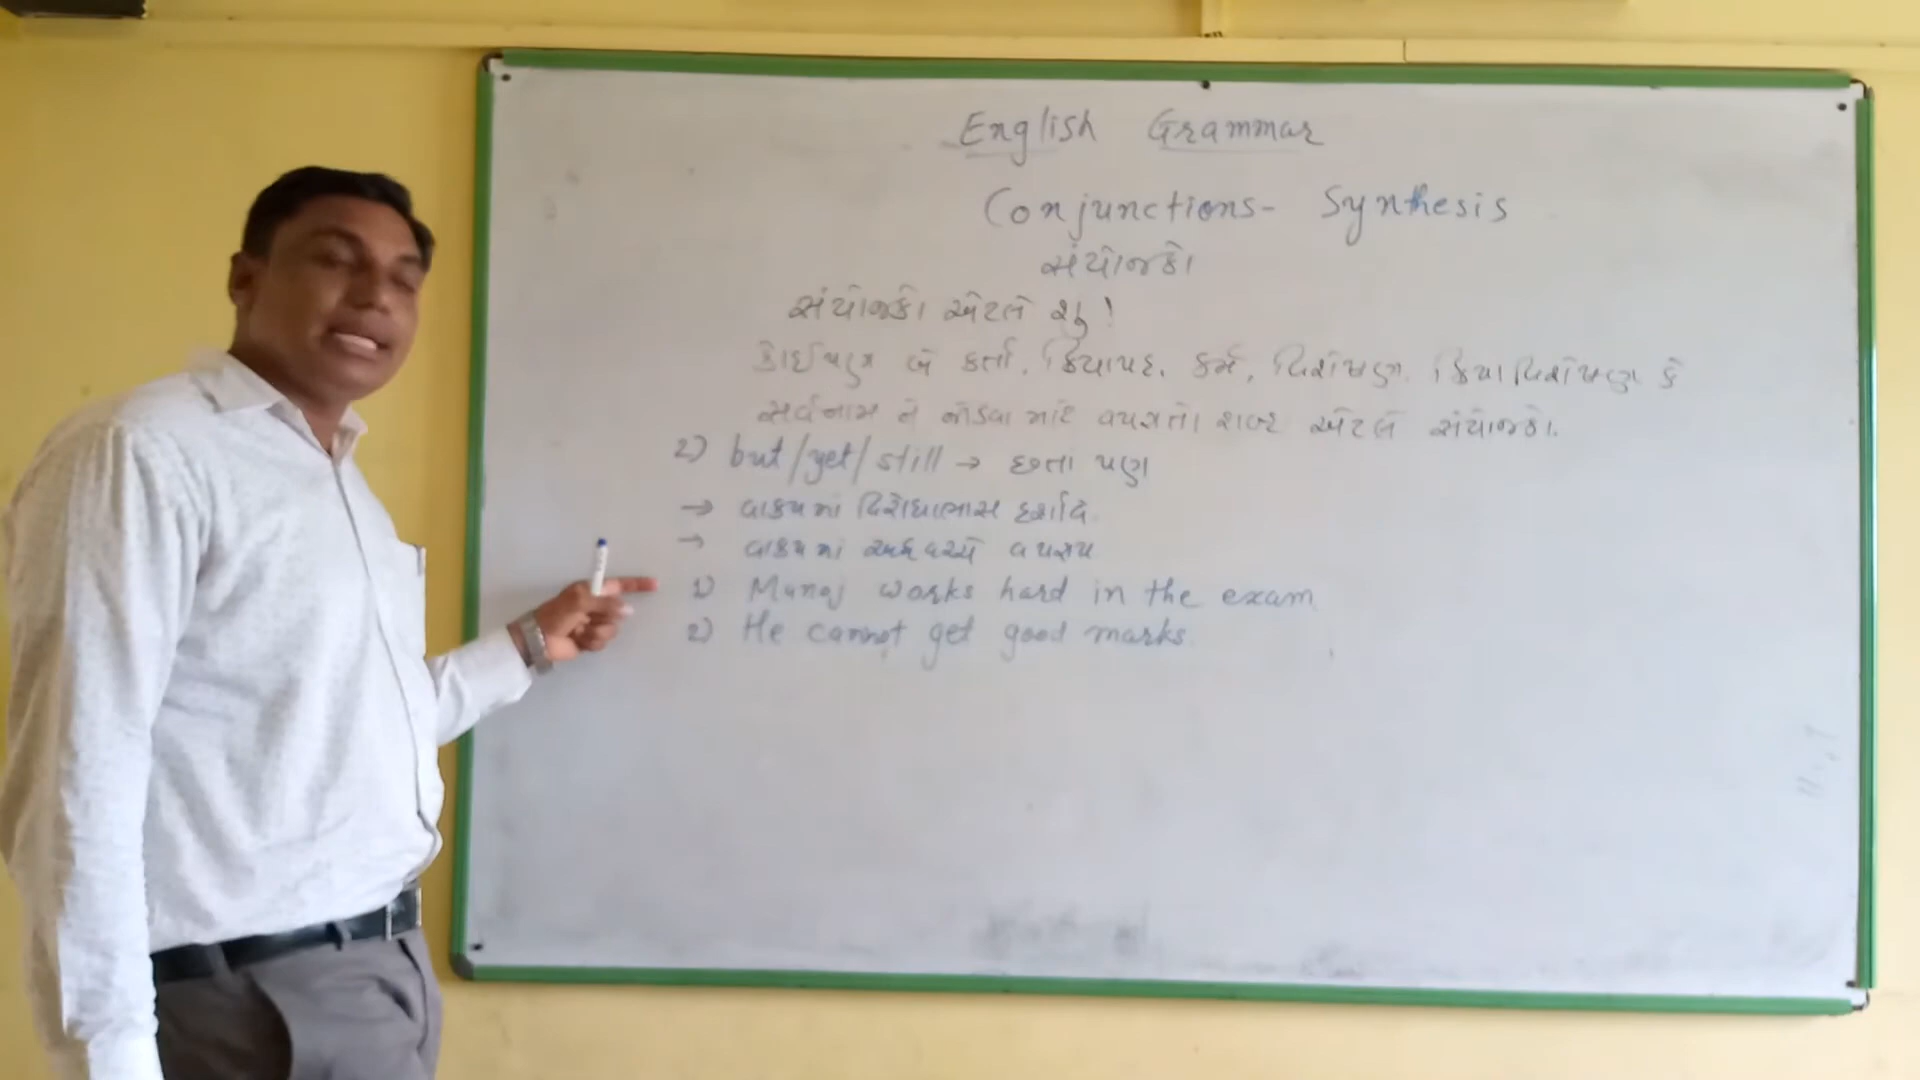 English Grammar
Conjunctions- Synthesis
સંયોજકો
સંયોજકો એટલે શું!
કોઈપણ બે કર્તા, ક્રિયાપદ, કર્મ, વિશેષણ, ક્રિયાવિશેષણ કે
સર્વનામ ને જોડવા માટે વપરાતો શબ્દ એટલે સંયોજકો.
2) but/yet/still → છતા પણ
→ વાક્યમાં વિરોધાભાસ દર્શાવે.
→ વાક્યમાં વચ્ચે વપરાય
1) Manoj works hard in the exam
2) He cannot get good marks.